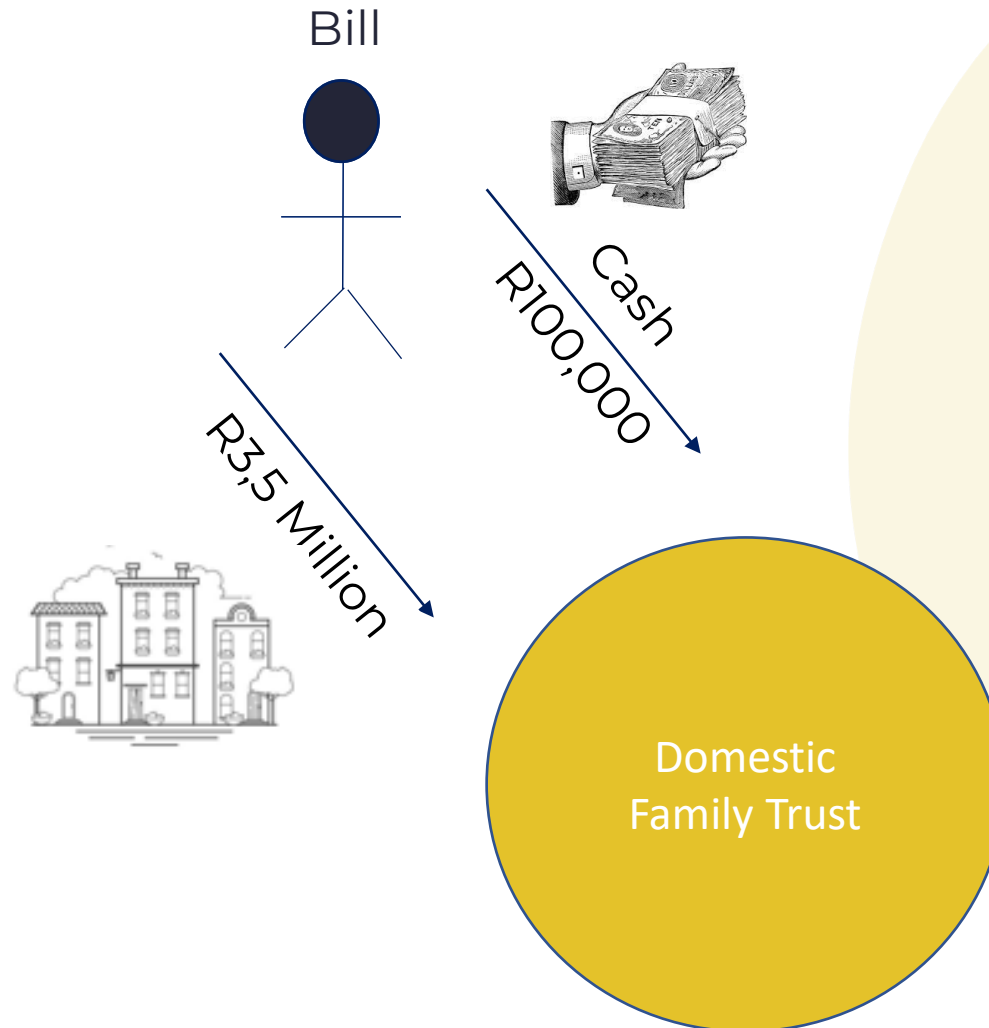 Bill
Cash
R100,000
R3,5 Million
Domestic
Family Trust